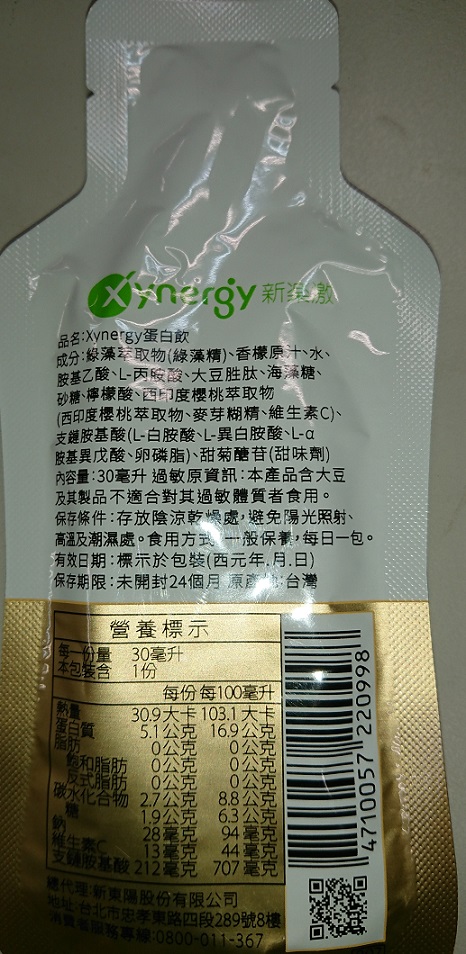 Xynergy 新渼激
品名:Xynergy蛋白飲
成分:綠藻萃取物(綠藻精)、香檬原汁、水、
胺基乙酸、L-丙胺酸、大豆胜肽、海藻糖、
砂糖、檸檬酸、西印度櫻桃萃取物
(西印度櫻桃萃取物、麥芽糊精、維生素C)、
支鏈胺基酸(L-白胺酸、L-異白胺酸、L-α
胺基異戊酸、卵磷脂)、甜菊醣苷(甜味劑)
內容量:30毫升 過敏原資訊:本產品含大豆
及其製品不適合對其過敏體質者食用。
保存條件:存放陰涼乾燥處,避免陽光照射、
高溫及潮濕處。食用方式:一般保養,每日一包。
有效日期:標示於包裝(西元年.月.日)
保存期限:未開封24個月 原產地:台灣
營養標示
每一份量 30毫升
本包裝含 1份
每份 每100毫升
熱量 30.9大卡 103.1大卡
蛋白質 5.1公克 16.9公克
脂肪 0公克 0公克
飽和脂肪 0公克 0公克
反式脂肪 0公克 0公克
碳水化合物 2.7公克 8.8公克
糖 1.9公克 6.3公克
鈉 28毫克 94毫克
維生素C 13毫克 44毫克
支鏈胺基酸 212毫克 707毫克
4710057 220998
總代理:新東陽股份有限公司
地址:台北市忠孝東路四段289號8樓
消費者服務專線:0800-011-367